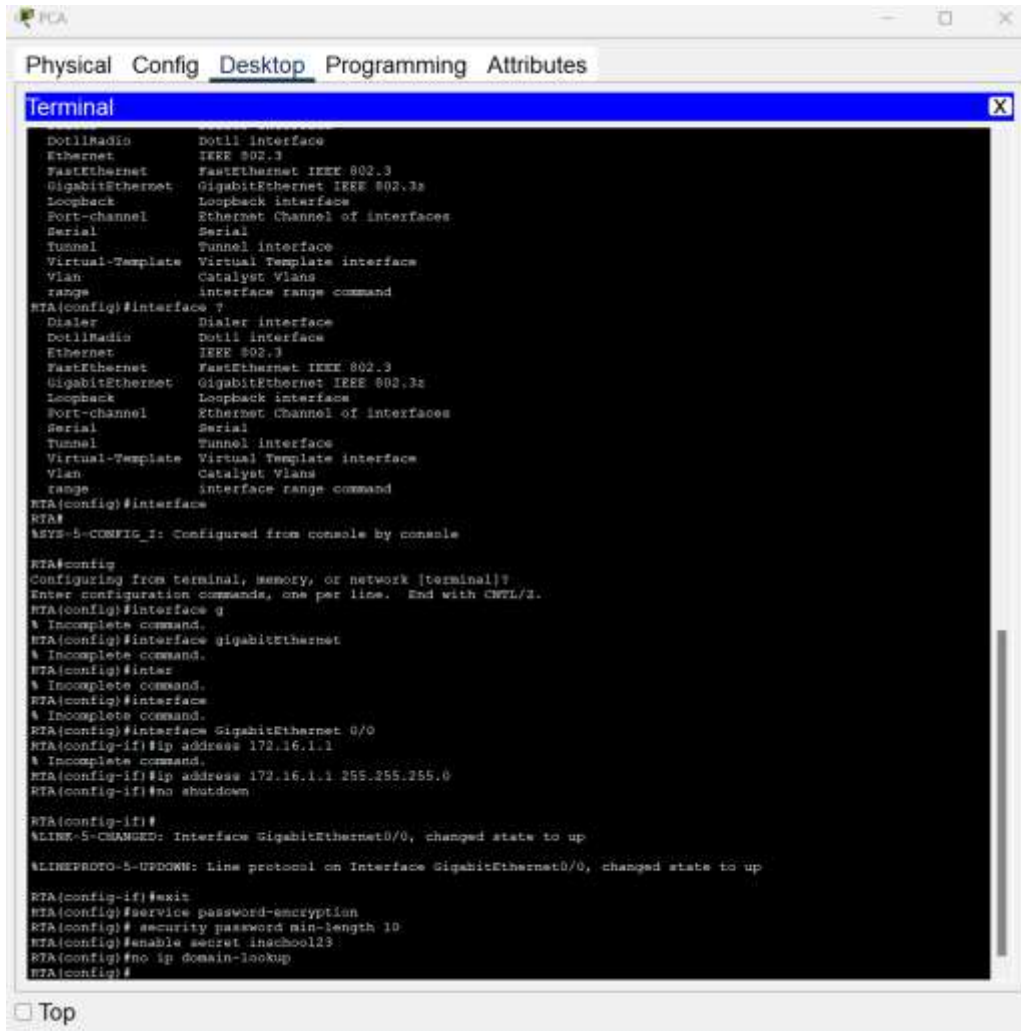 PCA
Physical Config Desktop Programming Attributes
Terminal X
Dot11Radio Dot11 interface
Ethernet IEEE 802.3
FastEthernet FastEthernet IEEE 802.3
GigabitEthernet GigabitEthernet IEEE 802.3z
Loopback Loopback interface
Port-channel Ethernet Channel of interfaces
Serial Serial
Tunnel Tunnel interface
Virtual-Template Virtual Template interface
Vlan Catalyst Vlans
range interface range command
RTA(config)#interface ?
Dialer Dialer interface
Dot11Radio Dot11 interface
Ethernet IEEE 802.3
FastEthernet FastEthernet IEEE 802.3
GigabitEthernet GigabitEthernet IEEE 802.3z
Loopback Loopback interface
Port-channel Ethernet Channel of interfaces
Serial Serial
Tunnel Tunnel interface
Virtual-Template Virtual Template interface
Vlan Catalyst Vlans
range interface range command
RTA(config)#interface
RTA#
%SYS-5-CONFIG_I: Configured from console by console
RTA#config
Configuring from terminal, memory, or network [terminal]?
Enter configuration commands, one per line. End with CNTL/Z.
RTA(config)#interface g
% Incomplete command.
RTA(config)#interface gigabitEthernet
% Incomplete command.
RTA(config)#inter
% Incomplete command.
RTA(config)#interface
% Incomplete command.
RTA(config)#interface GigabitEthernet 0/0
RTA(config-if)#ip address 172.16.1.1
% Incomplete command.
RTA(config-if)#ip address 172.16.1.1 255.255.255.0
RTA(config-if)#no shutdown
RTA(config-if)#
%LINK-5-CHANGED: Interface GigabitEthernet0/0, changed state to up
%LINEPROTO-5-UPDOWN: Line protocol on Interface GigabitEthernet0/0, changed state to up
RTA(config-if)#exit
RTA(config)#service password-encryption
RTA(config)# security password min-length 10
RTA(config)#enable secret inschool23
RTA(config)#no ip domain-lookup
RTA(config)#
Top